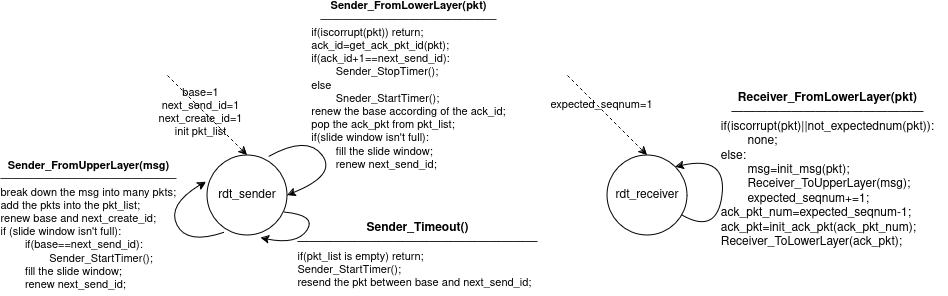 Sender_FromLowerLayer(pkt)
if(iscorrupt(pkt)) return;
ack_id=get_ack_pkt_id(pkt);
if(ack_id+1==next_send_id):
Sender_StopTimer();
else
Sneder_StartTimer();
renew the base according of the ack_id;
pop the ack_pkt from pkt_list;
if(slide window isn't full):
fill the slide window;
renew next_send_id;
base=1
next_send_id=1
next_create_id=1
init pkt_list
Sender_FromUpperLayer(msg)
break down the msg into many pkts;
add the pkts into the pkt_list;
renew base and next_create_id;
if (slide window isn't full):
if(base==next_send_id):
Sender_StartTimer();
fill the slide window;
renew next_send_id;
rdt_sender
Sender_Timeout()
if(pkt_list is empty) return;
Sender_StartTimer();
resend the pkt between base and next_send_id;
expected_seqnum=1
rdt_receiver
Receiver_FromLowerLayer(pkt)
if(iscorrupt(pkt)||not_expectednum(pkt)):
none;
else:
msg=init_msg(pkt);
Receiver_ToUpperLayer(msg);
expected_seqnum+=1;
ack_pkt_num=expected_seqnum-1;
ack_pkt=init_ack_pkt(ack_pkt_num);
Receiver_ToLowerLayer(ack_pkt);